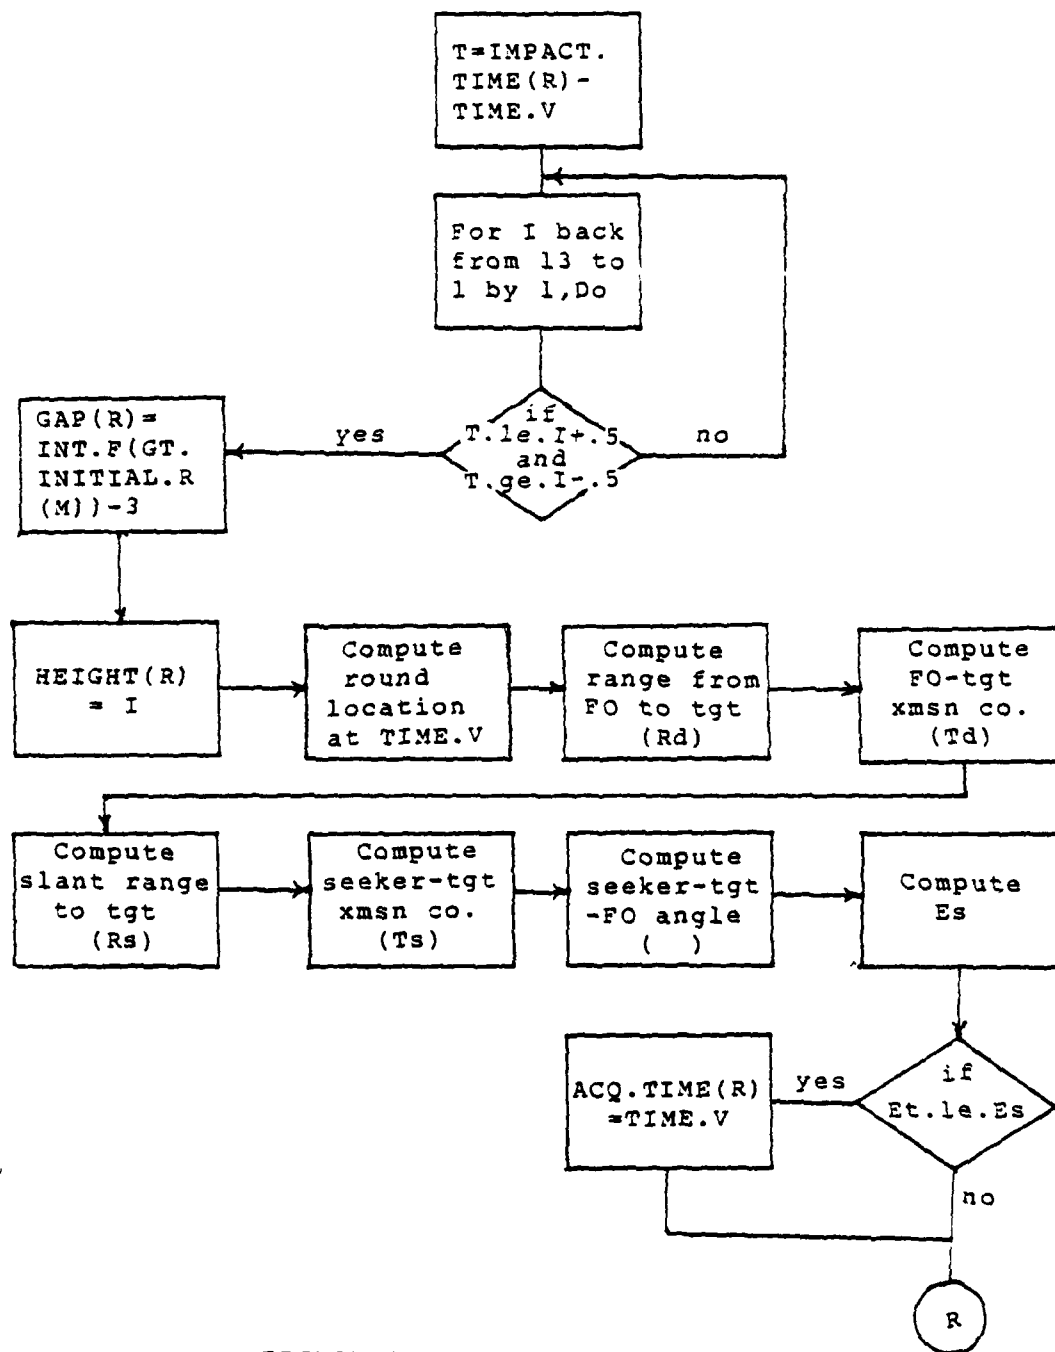 T=IMPACT.
TIME(R)-
TIME.V
For I back
from 13 to
1 by 1,Do
if
T.le.I+.5
and
T.ge.I-.5
yes
no
GAP(R)=
INT.F(GT.
INITIAL.R
(M))-3
HEIGHT(R)
= I
Compute
round
location
at TIME.V
Compute
range from
FO to tgt
(Rd)
Compute
FO-tgt
xmsn co.
(Td)
Compute
slant range
to tgt
(Rs)
Compute
seeker-tgt
xmsn co.
(Ts)
Compute
seeker-tgt
-FO angle
( )
Compute
Es
if
Et.le.Es
yes
no
ACQ.TIME(R)
=TIME.V
R